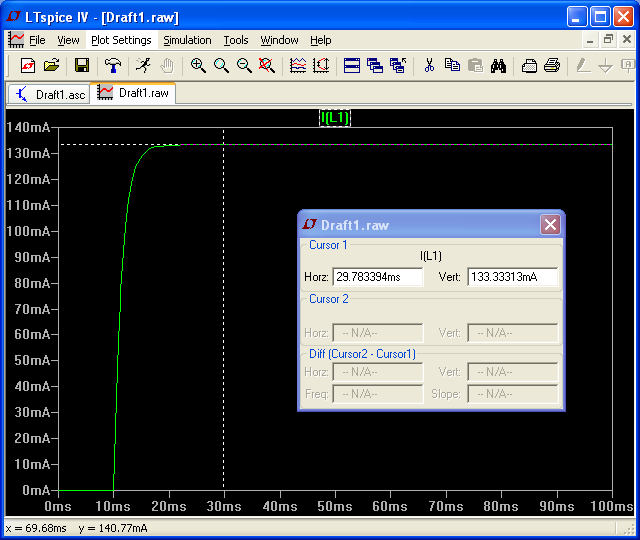 LTspice IV - [Draft1.raw]
File View Plot Settings Simulation Tools Window Help
Draft1.asc Draft1.raw
I(L1)
140mA
130mA
120mA
110mA
100mA
90mA
80mA
70mA
60mA
50mA
40mA
30mA
20mA
10mA
0mA
0ms 10ms 20ms 30ms 40ms 50ms 60ms 70ms 80ms 90ms 100ms
Draft1.raw
Cursor 1
I(L1)
Horz: 29.783394ms Vert: 133.33313mA
Cursor 2
Horz: -- N/A-- Vert: -- N/A--
Diff (Cursor2 - Cursor1)
Horz: -- N/A-- Vert: -- N/A--
Freq: -- N/A-- Slope: -- N/A--
x = 69.68ms y = 140.77mA